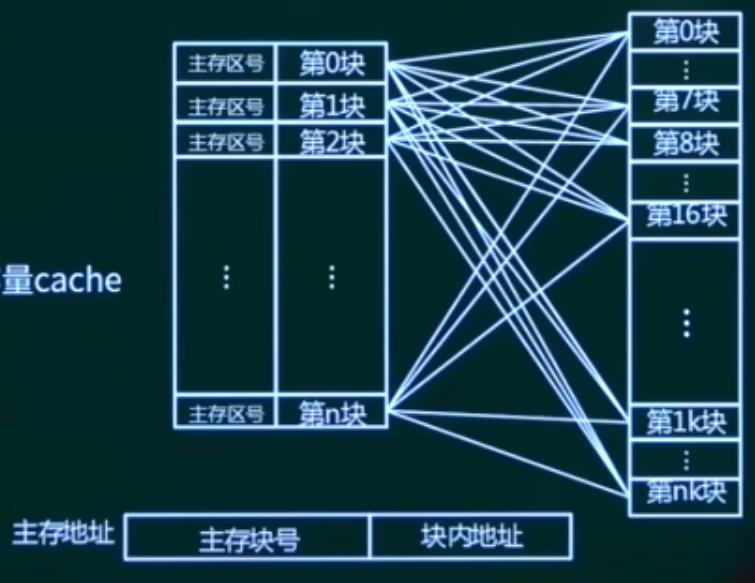 主存区号 第0块
主存区号 第1块
主存区号 第2块
⋮ ⋮
主存区号 第n块
量cache
第0块
⋮
第7块
第8块
⋮
第16块
⋮
第1k块
⋮
第nk块
主存地址 主存块号 块内地址